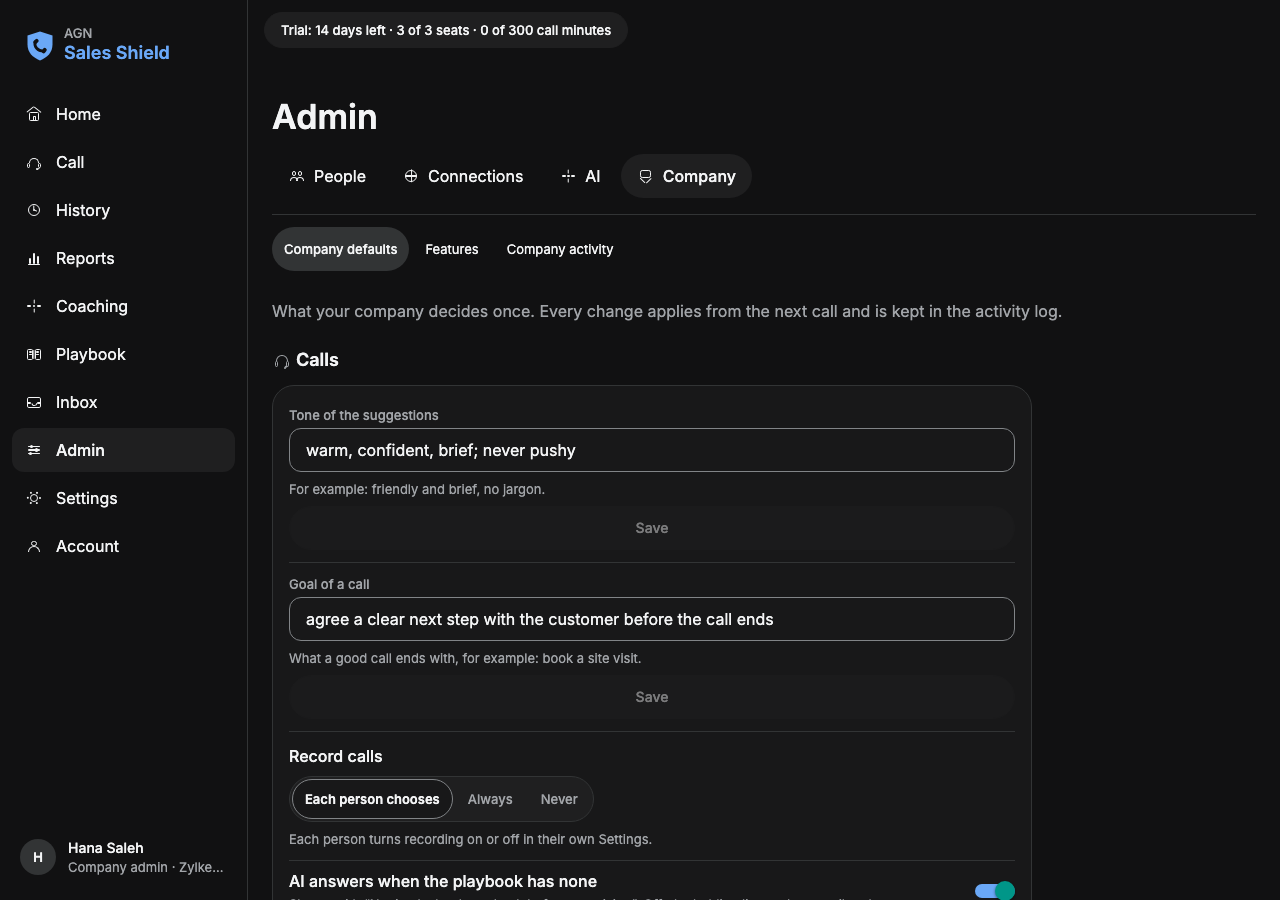 AGN
Sales Shield
Home
Call
History
Reports
Coaching
Playbook
Inbox
Admin
Settings
Account
H
Hana Saleh
Company admin · Zylke...
Trial: 14 days left · 3 of 3 seats · 0 of 300 call minutes
Admin
People
Connections
AI
Company
Company defaults
Features
Company activity
What your company decides once. Every change applies from the next call and is kept in the activity log.
Calls
Tone of the suggestions
warm, confident, brief; never pushy
For example: friendly and brief, no jargon.
Save
Goal of a call
agree a clear next step with the customer before the call ends
What a good call ends with, for example: book a site visit.
Save
Record calls
Each person chooses
Always
Never
Each person turns recording on or off in their own Settings.
AI answers when the playbook has none